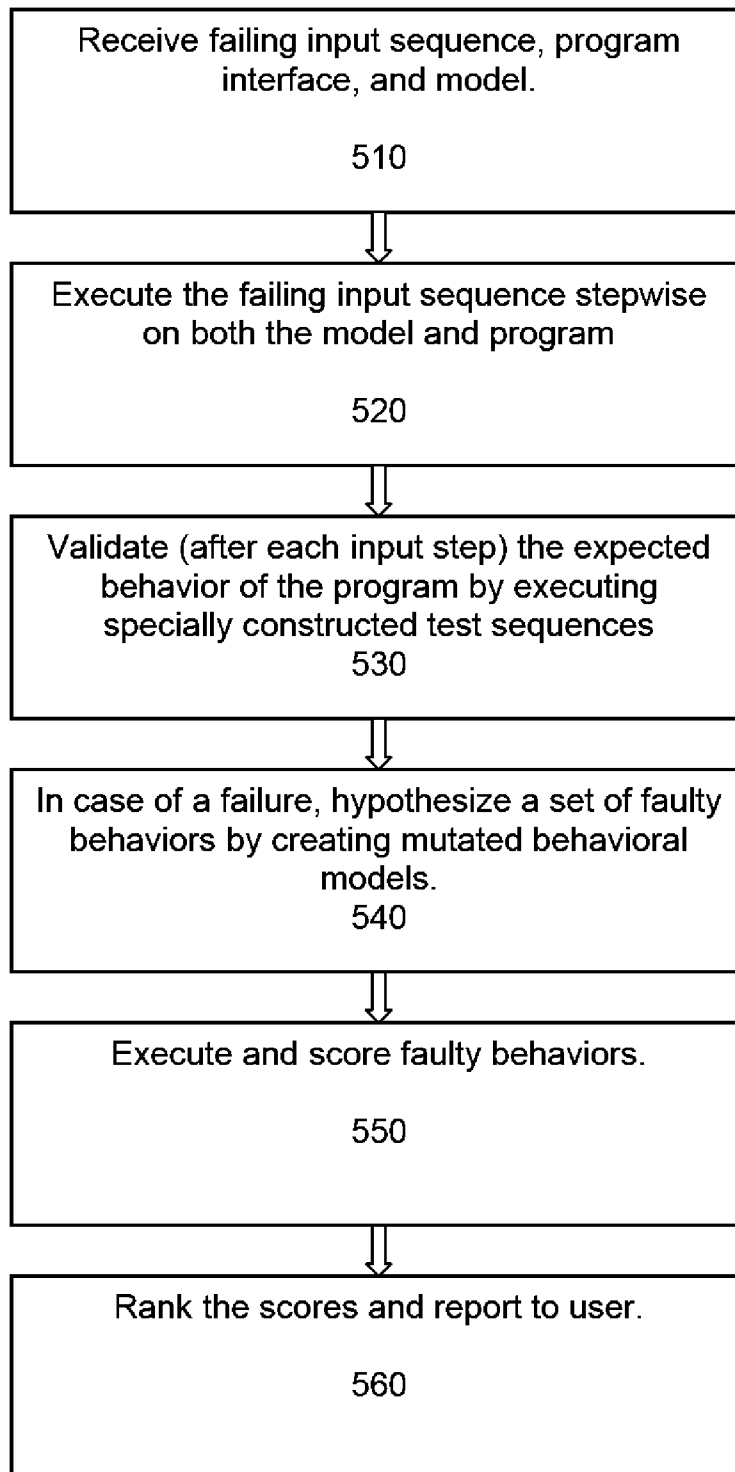 Receive failing input sequence, program
interface, and model.
510
Execute the failing input sequence stepwise
on both the model and program
520
Validate (after each input step) the expected
behavior of the program by executing
specially constructed test sequences
530
In case of a failure, hypothesize a set of faulty
behaviors by creating mutated behavioral
models.
540
Execute and score faulty behaviors.
550
Rank the scores and report to user.
560